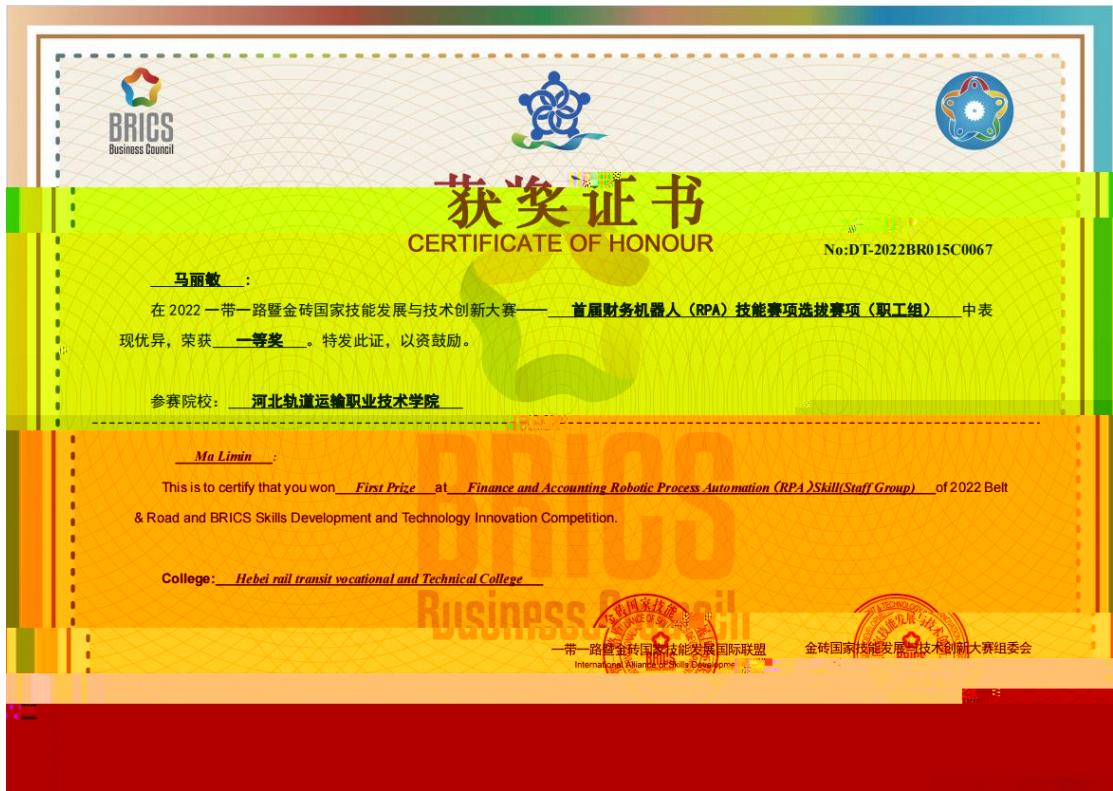 BRICS
Business Council
获奖证书
CERTIFICATE OF HONOUR
No:DT-2022BR015C0067
马丽敏：
在 2022 一带一路暨金砖国家技能发展与技术创新大赛——首届财务机器人（RPA）技能赛项选拔赛项（职工组）中表
现优异，荣获一等奖。特发此证，以资鼓励。
参赛院校：河北轨道运输职业技术学院
BRICS
Business Council
Ma Limin:
This is to certify that you won First Prize at Finance and Accounting Robotic Process Automation（RPA）Skill(Staff Group) of 2022 Belt
& Road and BRICS Skills Development and Technology Innovation Competition.
College: Hebei rail transit vocational and Technical College
一带一路暨金砖国家技能发展国际联盟
International Alliance of Skills Developme
金砖国家技能发展与技术创新大赛组委会